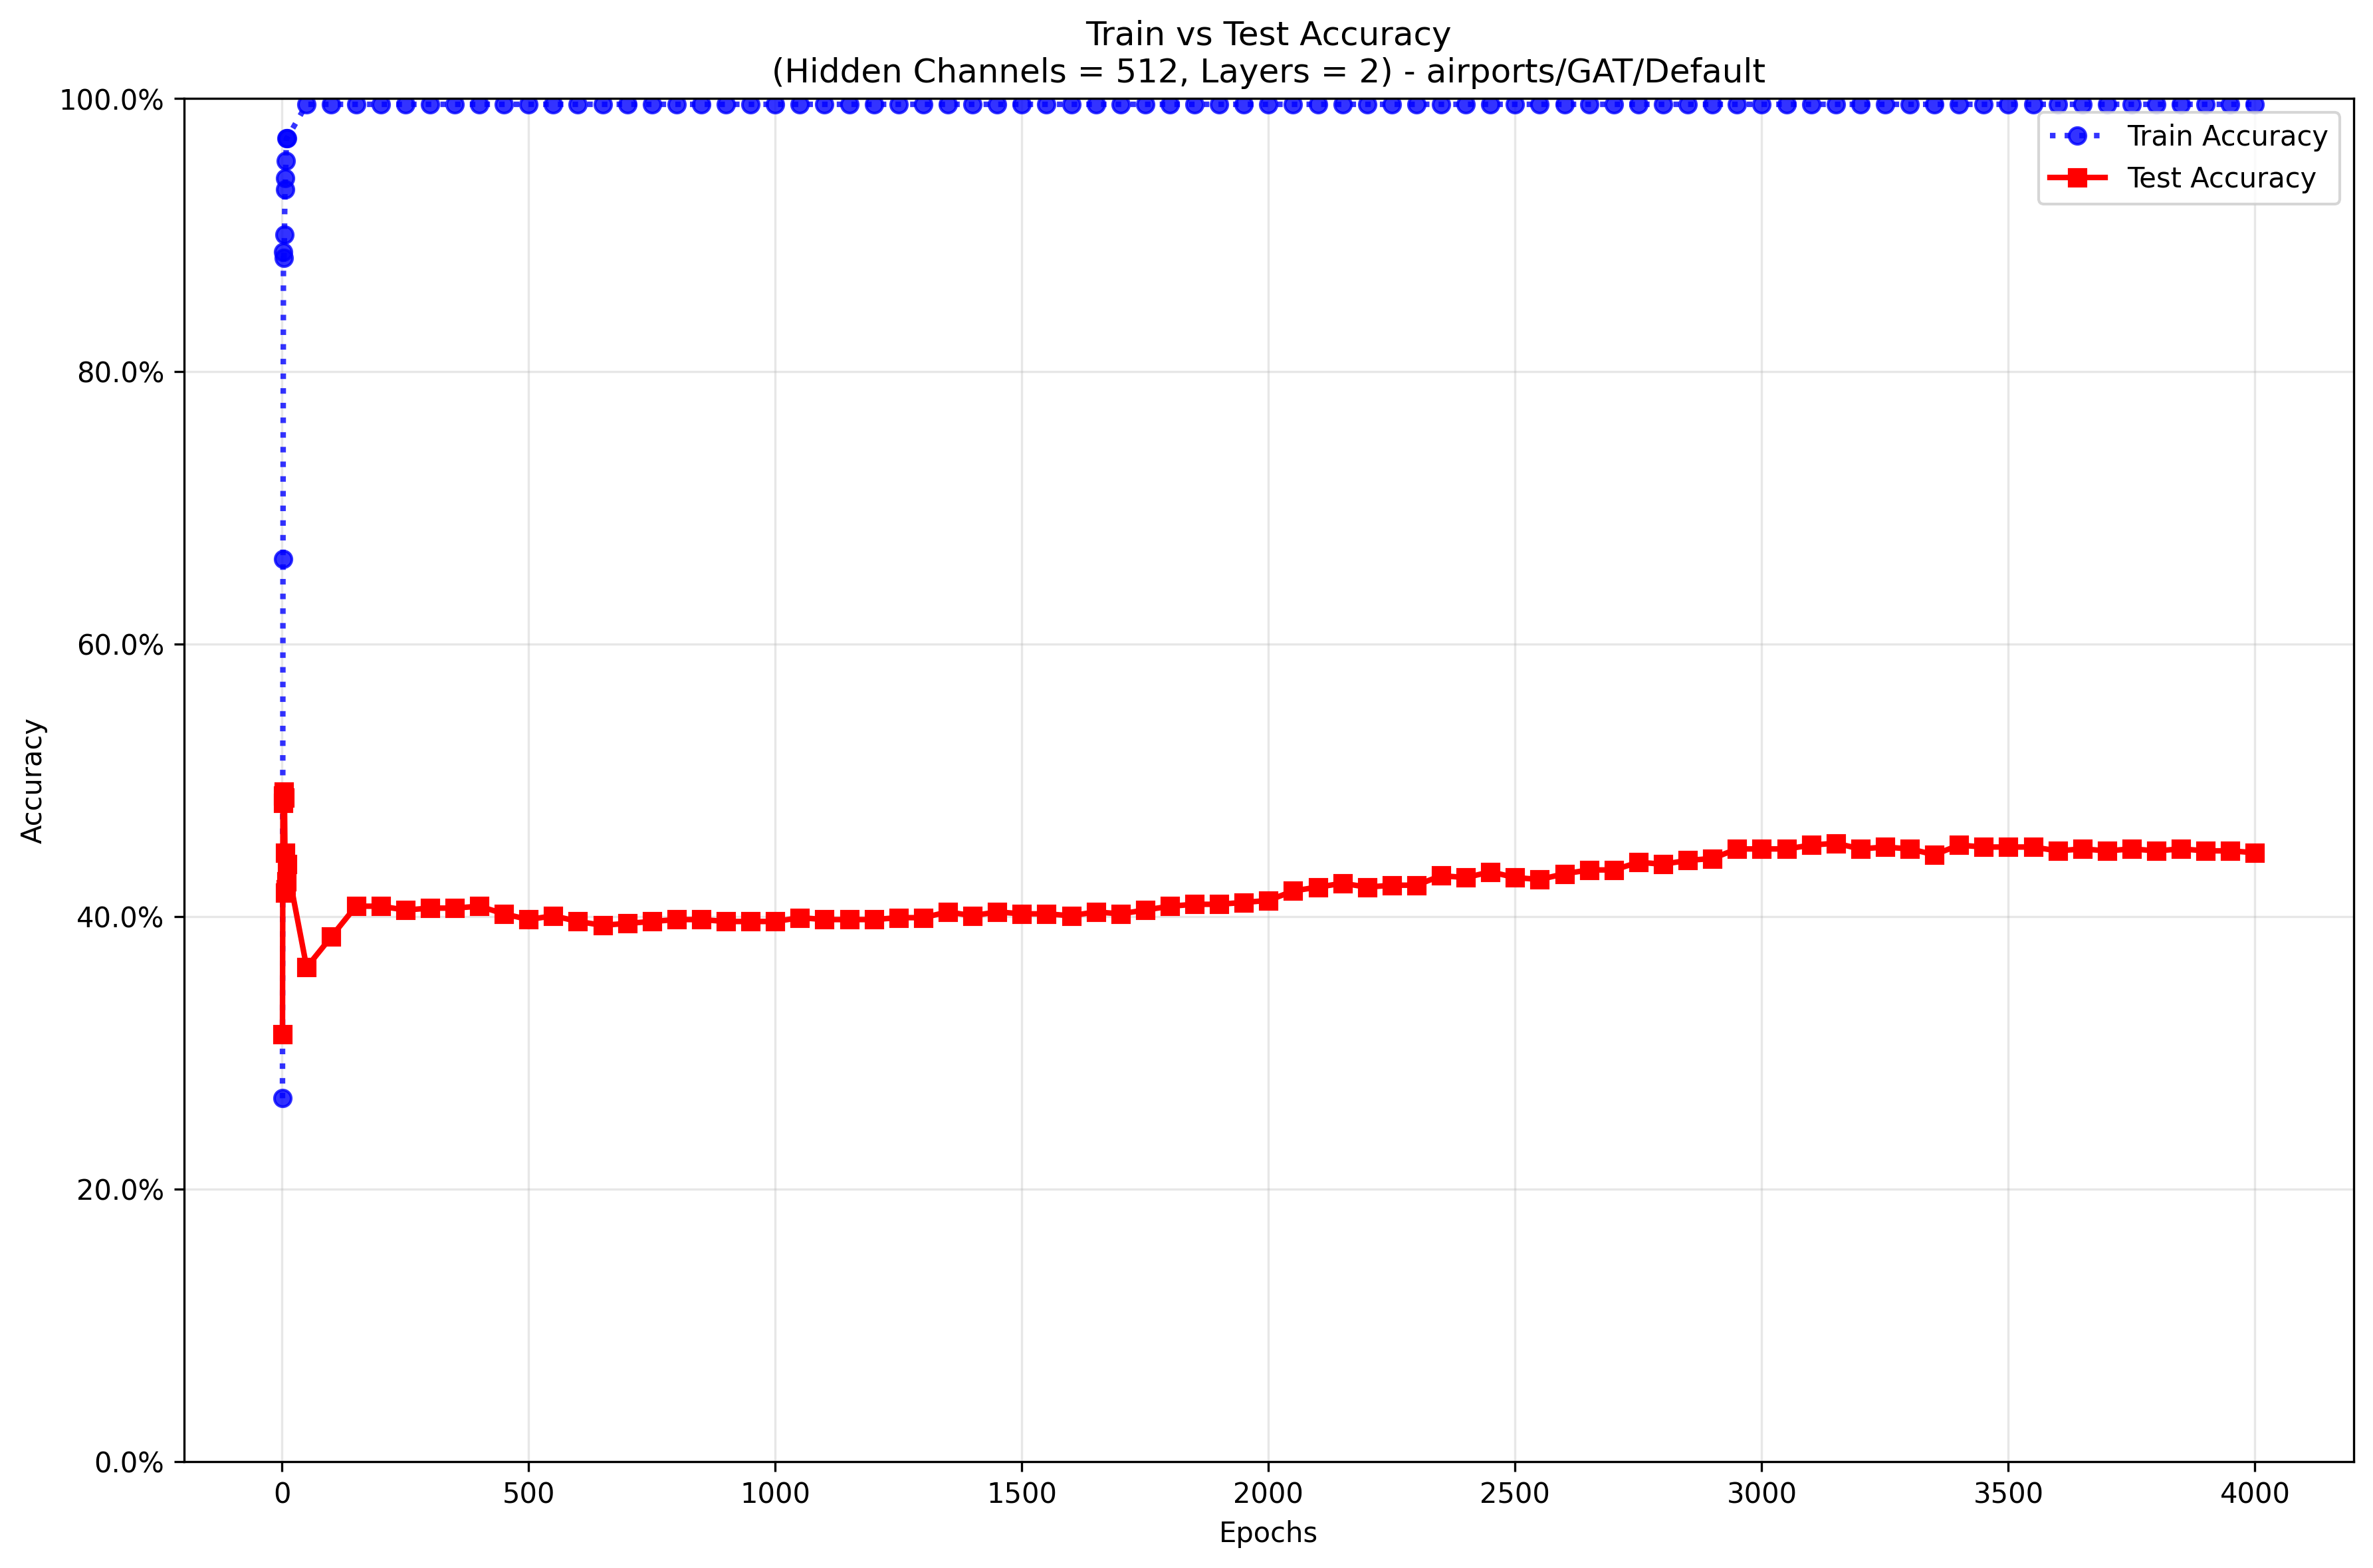 Train vs Test Accuracy
(Hidden Channels = 512, Layers = 2) - airports/GAT/Default
100.0%
80.0%
60.0%
40.0%
20.0%
0.0%
Accuracy
Train Accuracy
Test Accuracy
0
500
1000
1500
2000
2500
3000
3500
4000
Epochs